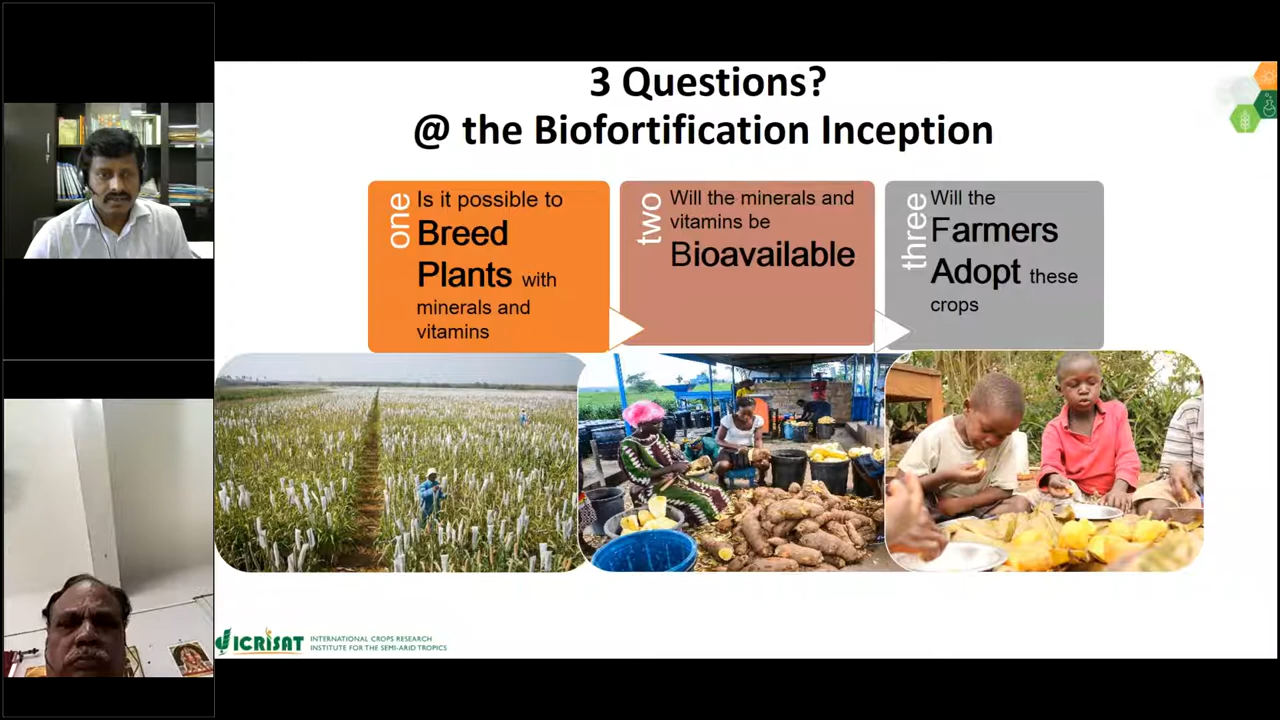 3 Questions?
@ the Biofortification Inception
one
Is it possible to
Breed
Plants with
minerals and
vitamins
two
Will the minerals and
vitamins be
Bioavailable
three
Will the
Farmers
Adopt these
crops
ICRISAT
INTERNATIONAL CROPS RESEARCH
INSTITUTE FOR THE SEMI-ARID TROPICS